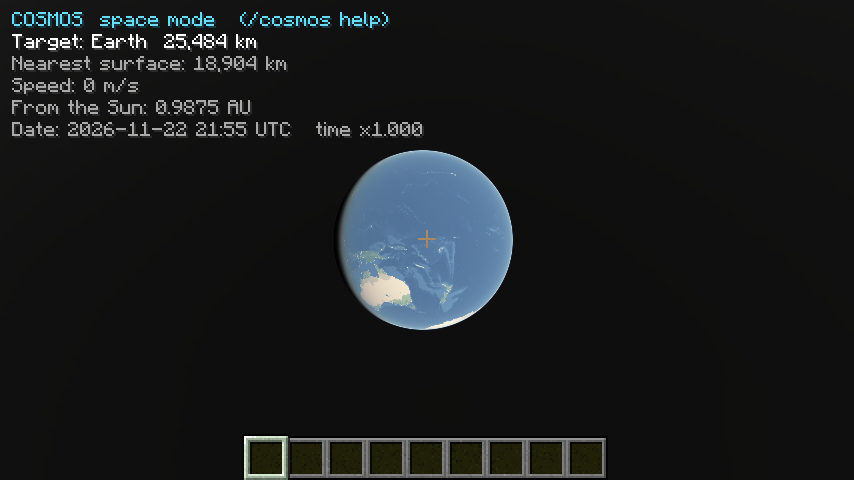 COSMOS  space mode  (/cosmos help)
Target: Earth  25,484 km
Nearest surface: 18,904 km
Speed: 0 m/s
From the Sun: 0.9875 AU
Date: 2026-11-22 21:55 UTC  time x1.000